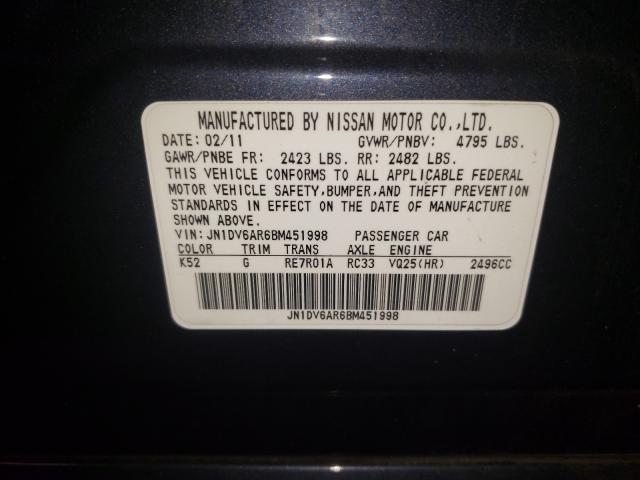 MANUFACTURED BY NISSAN MOTOR CO.,LTD.
DATE: 02/11 GVWR/PNBV: 4795 LBS.
GAWR/PNBE FR: 2423 LBS. RR: 2482 LBS.
THIS VEHICLE CONFORMS TO ALL APPLICABLE FEDERAL
MOTOR VEHICLE SAFETY,BUMPER,AND THEFT PREVENTION
STANDARDS IN EFFECT ON THE DATE OF MANUFACTURE
SHOWN ABOVE.
VIN: JN1DV6AR6BM451998 PASSENGER CAR
COLOR TRIM TRANS AXLE ENGINE
K52 G RE7R01A RC33 VQ25(HR) 2496CC
JN1DV6AR6BM451998